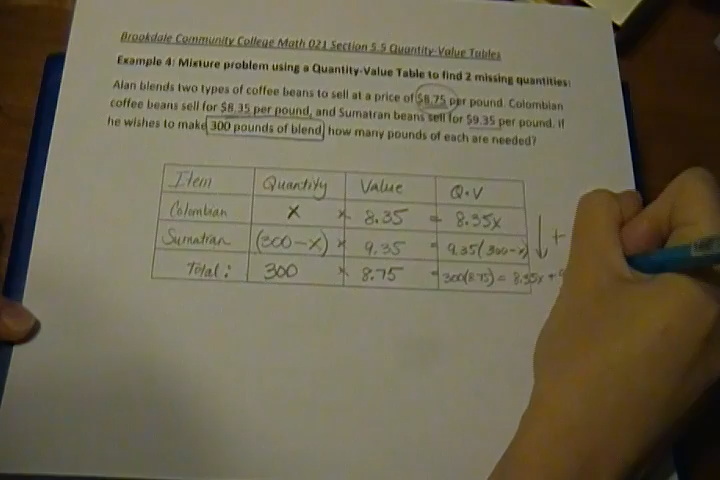 Brookdale Community College Math 021 Section 5.5 Quantity-Value Tables
Example 4: Mixture problem using a Quantity-Value Table to find 2 missing quantities:
Alan blends two types of coffee beans to sell at a price of $8.75 per pound. Colombian
coffee beans sell for $8.35 per pound, and Sumatran beans sell for $9.35 per pound. If
he wishes to make 300 pounds of blend, how many pounds of each are needed?
Item Quantity Value Q·V
Colombian x × 8.35 = 8.35x
Sumatran (300-x) × 9.35 = 9.35(300-x) +
Total: 300 × 8.75 = 300(8.75) = 8.35x + 9